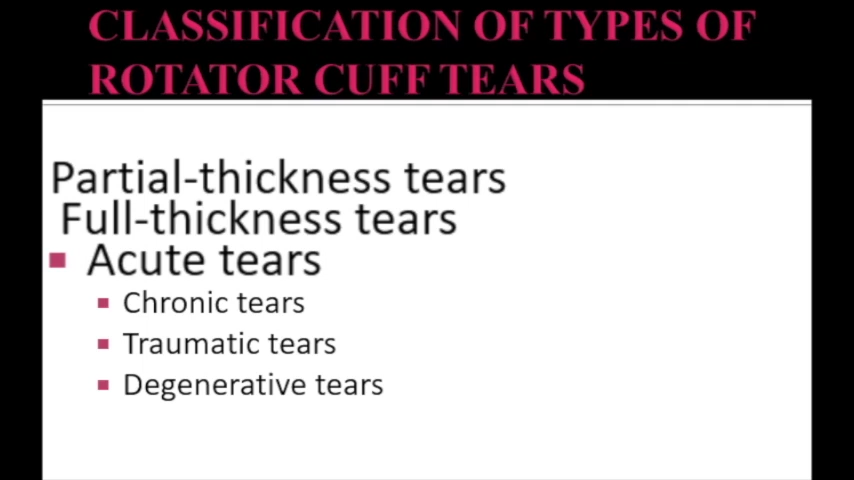 CLASSIFICATION OF TYPES OF
ROTATOR CUFF TEARS
Partial-thickness tears
Full-thickness tears
Acute tears
Chronic tears
Traumatic tears
Degenerative tears